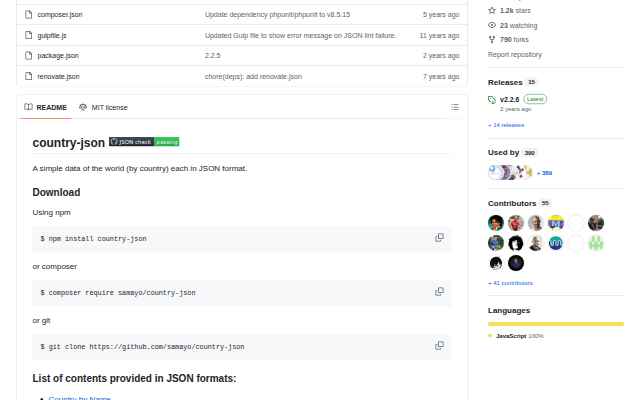 composer.json Update dependency phpunit/phpunit to v8.5.15 5 years ago
gulpfile.js Updated Gulp file to show error message on JSON lint failure. 11 years ago
package.json 2.2.5 2 years ago
renovate.json chore(deps): add renovate.json 7 years ago
README MIT license
country-json JSON check passing
A simple data of the world (by country) each in JSON format.
Download
Using npm
$ npm install country-json
or composer
$ composer require samayo/country-json
or git
$ git clone https://github.com/samayo/country-json
List of contents provided in JSON formats:
Country by Name
1.2k stars
23 watching
790 forks
Report repository
Releases 15
v2.2.6 Latest
2 years ago
+ 14 releases
Used by 390
+ 389
Contributors 55
+ 41 contributors
Languages
JavaScript 100%